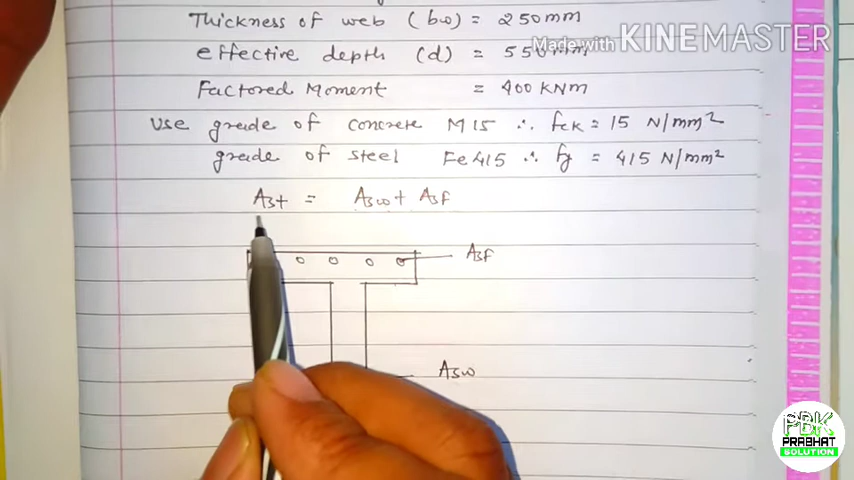 Thickness of web (bw) = 250mm
Made with KINEMASTER
effective depth (d) = 550mm
Factored Moment = 400 KNm
Use grade of concrete M15 ∴ fck = 15 N/mm²
grade of steel Fe415 ∴ fy = 415 N/mm²
Ast = Asw + Asf
Asf
Asw
PBK
PRABHAT
SOLUTION